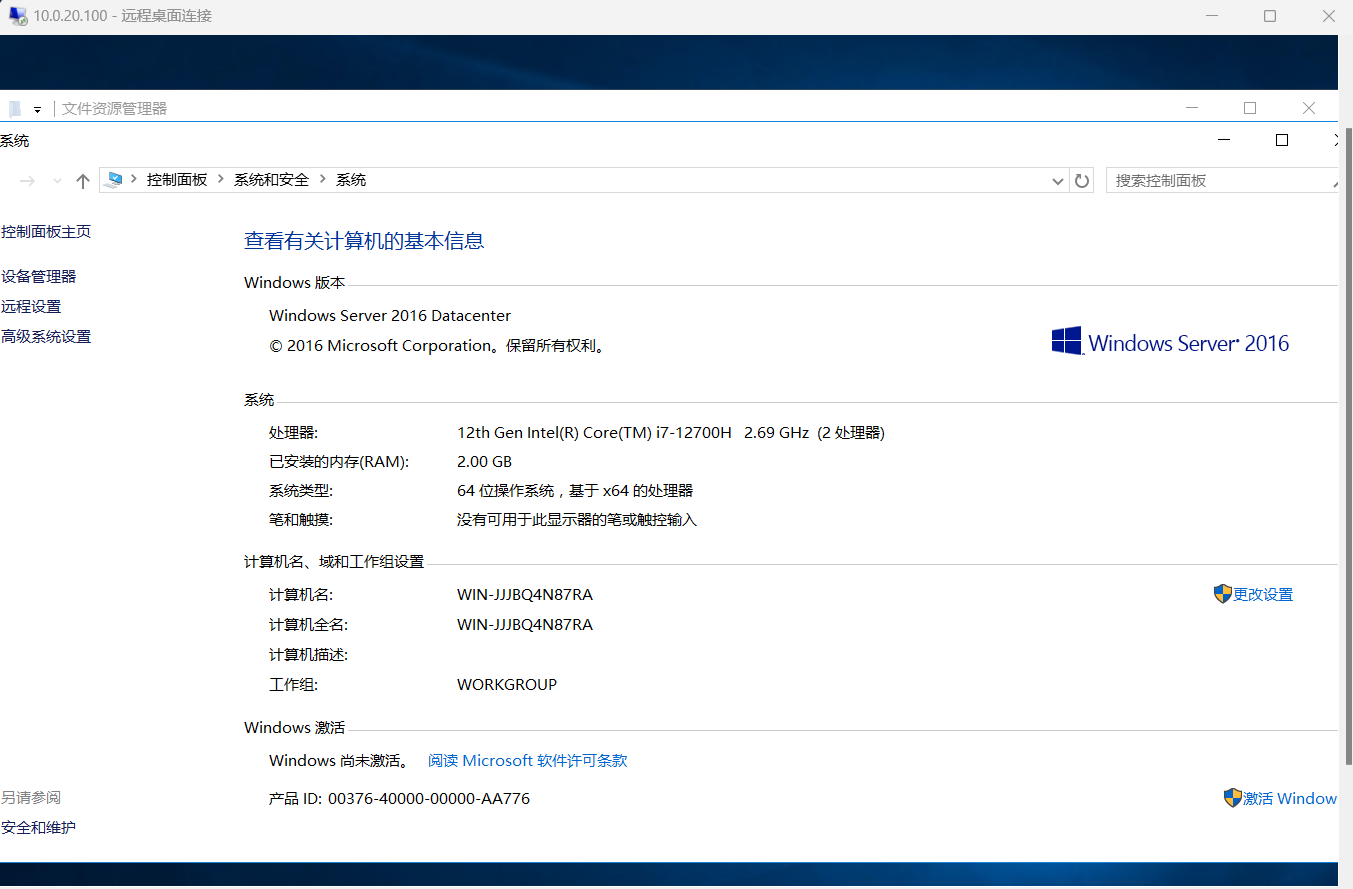 10.0.20.100 - 远程桌面连接
文件资源管理器
系统
控制面板 系统和安全 系统
搜索控制面板
控制面板主页
设备管理器
远程设置
高级系统设置
查看有关计算机的基本信息
Windows 版本
Windows Server 2016 Datacenter
© 2016 Microsoft Corporation。保留所有权利。
Windows Server 2016
系统
处理器: 12th Gen Intel(R) Core(TM) i7-12700H 2.69 GHz (2 处理器)
已安装的内存(RAM): 2.00 GB
系统类型: 64 位操作系统，基于 x64 的处理器
笔和触摸: 没有可用于此显示器的笔或触控输入
计算机名、域和工作组设置
计算机名: WIN-JJJBQ4N87RA 更改设置
计算机全名: WIN-JJJBQ4N87RA
计算机描述:
工作组: WORKGROUP
Windows 激活
Windows 尚未激活。 阅读 Microsoft 软件许可条款
产品 ID: 00376-40000-00000-AA776 激活 Window
另请参阅
安全和维护